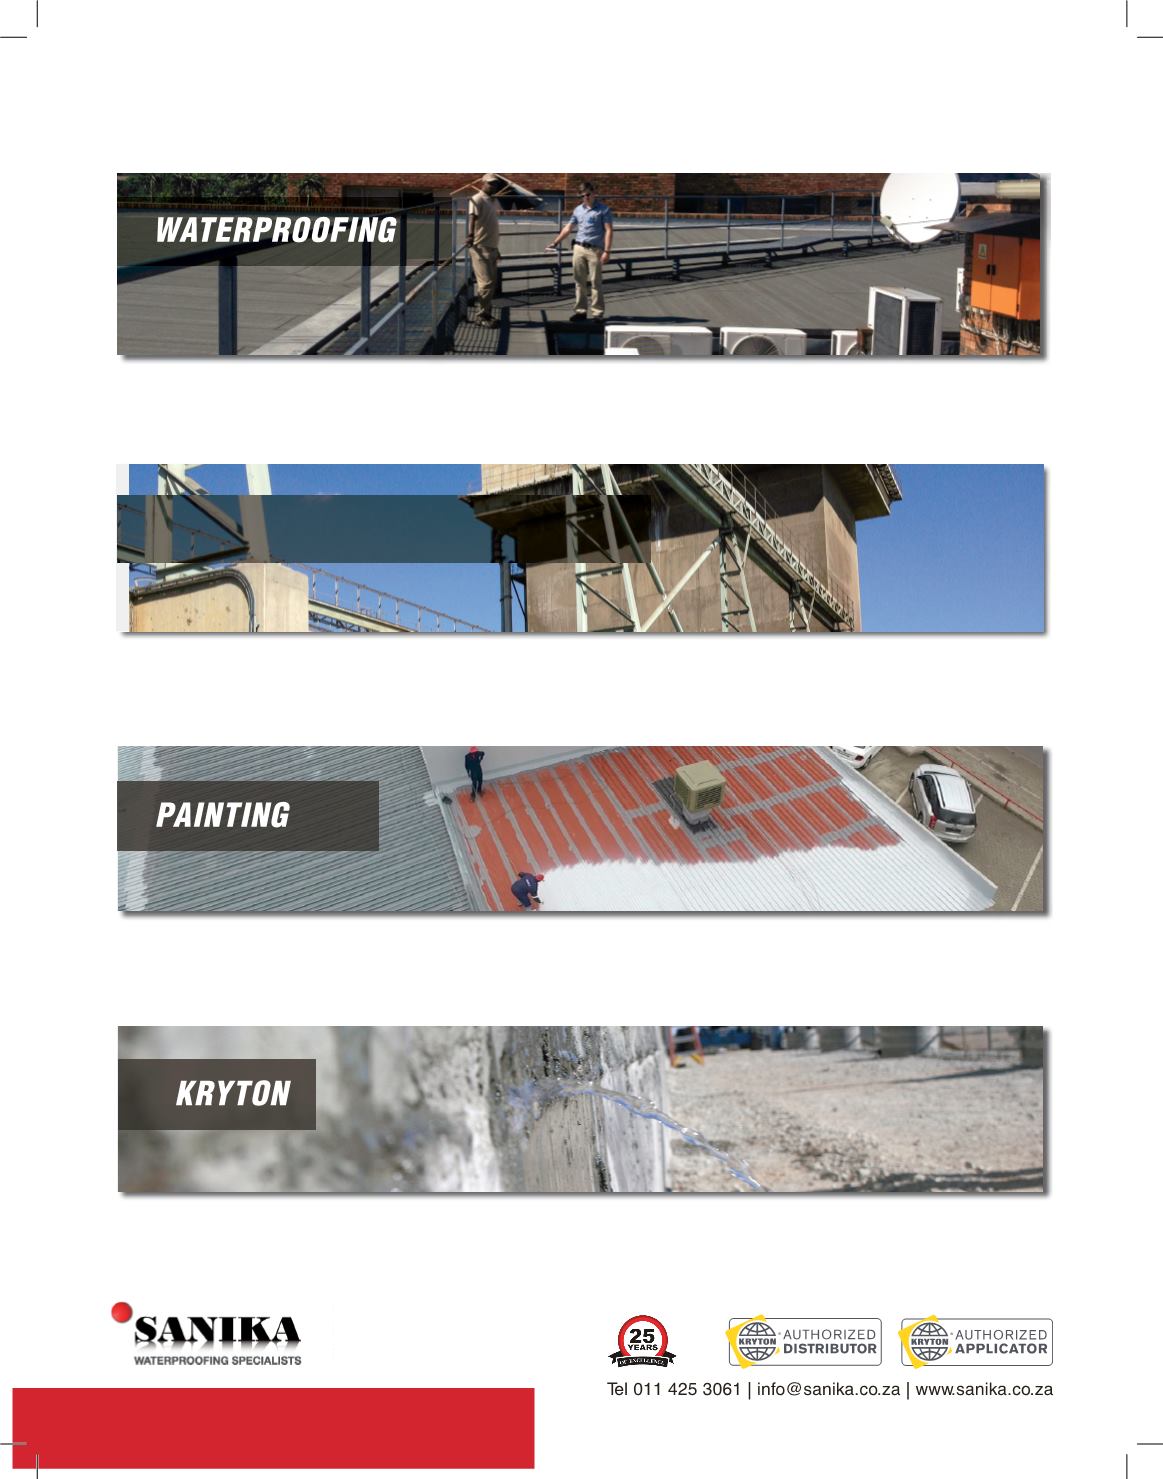 WATERPROOFING
PAINTING
KRYTON
SANIKA
WATERPROOFING SPECIALISTS
25
YEARS
OF EXCELLENCE
KRYTON
AUTHORIZED
DISTRIBUTOR
KRYTON
AUTHORIZED
APPLICATOR
Tel 011 425 3061 | info@sanika.co.za | www.sanika.co.za